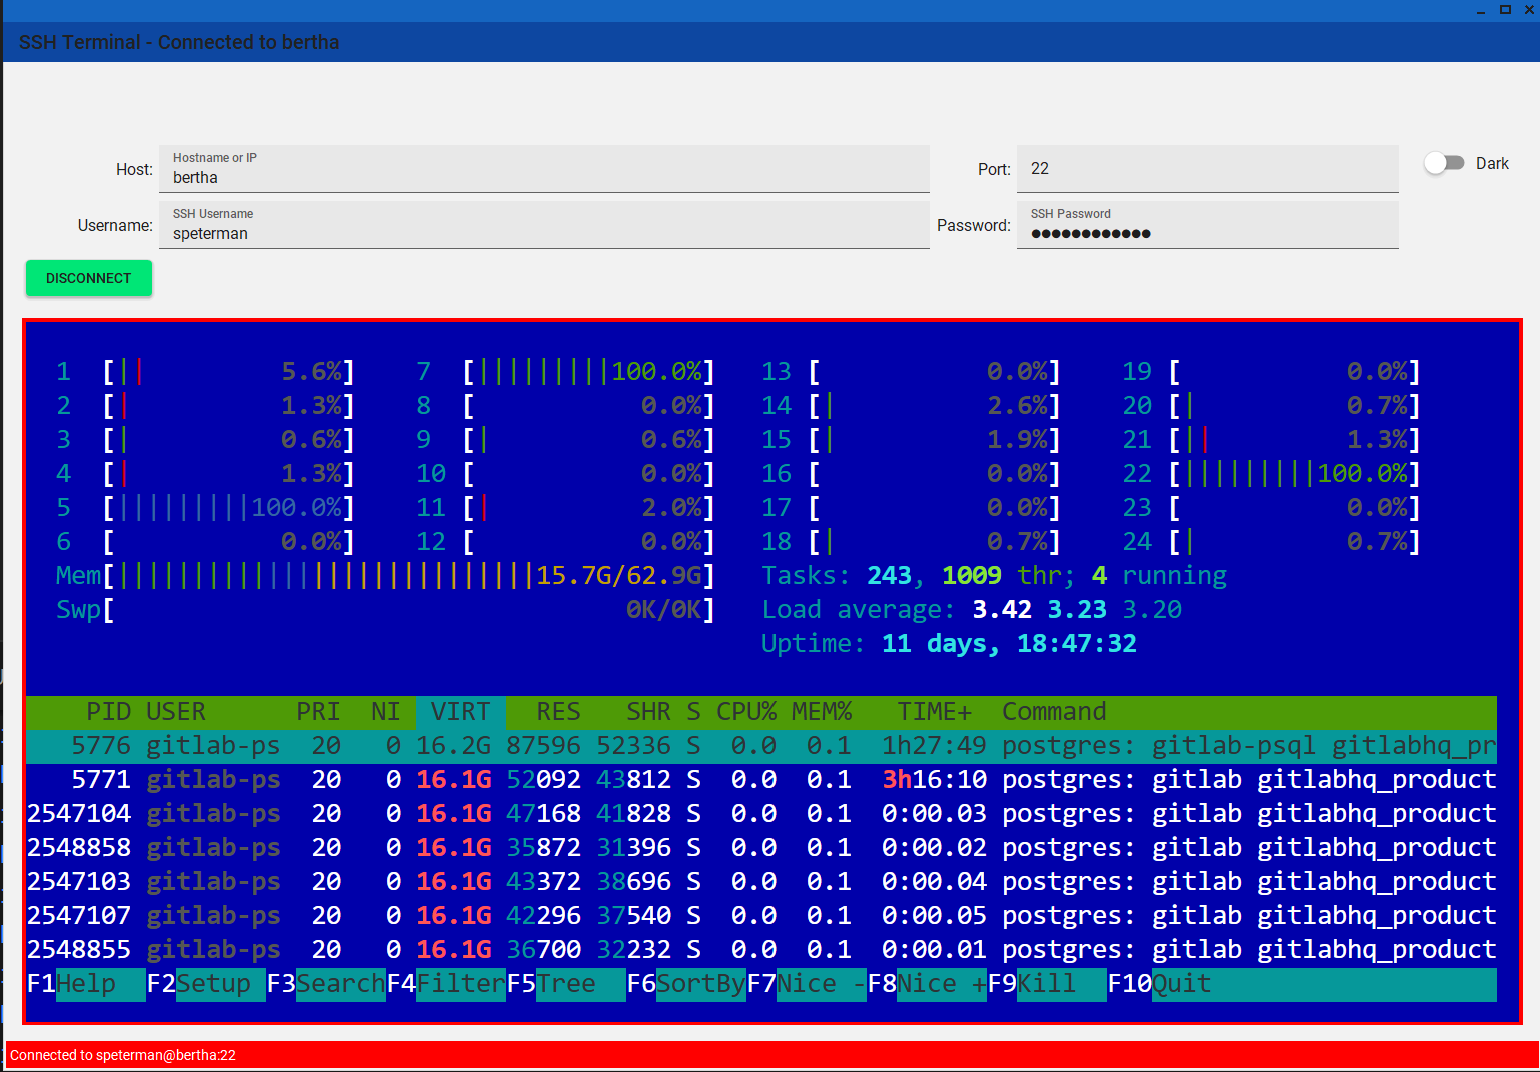 SSH Terminal - Connected to bertha
Host: Hostname or IP bertha Port: 22 Dark
Username: SSH Username speterman Password: SSH Password ●●●●●●●●●●●●
DISCONNECT
1 [|| 5.6%] 7 [|||||||||100.0%] 13 [ 0.0%] 19 [ 0.0%]
2 [| 1.3%] 8 [ 0.0%] 14 [| 2.6%] 20 [| 0.7%]
3 [| 0.6%] 9 [| 0.6%] 15 [| 1.9%] 21 [|| 1.3%]
4 [| 1.3%] 10 [ 0.0%] 16 [ 0.0%] 22 [|||||||||100.0%]
5 [|||||||||100.0%] 11 [| 2.0%] 17 [ 0.0%] 23 [ 0.0%]
6 [ 0.0%] 12 [ 0.0%] 18 [| 0.7%] 24 [| 0.7%]
Mem[||||||||||||||||||||||||||||15.7G/62.9G] Tasks: 243, 1009 thr; 4 running
Swp[ 0K/0K] Load average: 3.42 3.23 3.20
Uptime: 11 days, 18:47:32
PID USER PRI NI VIRT RES SHR S CPU% MEM% TIME+ Command
5776 gitlab-ps 20 0 16.2G 87596 52336 S 0.0 0.1 1h27:49 postgres: gitlab-psql gitlabhq_pr
5771 gitlab-ps 20 0 16.1G 52092 43812 S 0.0 0.1 3h16:10 postgres: gitlab gitlabhq_product
2547104 gitlab-ps 20 0 16.1G 47168 41828 S 0.0 0.1 0:00.03 postgres: gitlab gitlabhq_product
2548858 gitlab-ps 20 0 16.1G 35872 31396 S 0.0 0.1 0:00.02 postgres: gitlab gitlabhq_product
2547103 gitlab-ps 20 0 16.1G 43372 38696 S 0.0 0.1 0:00.04 postgres: gitlab gitlabhq_product
2547107 gitlab-ps 20 0 16.1G 42296 37540 S 0.0 0.1 0:00.05 postgres: gitlab gitlabhq_product
2548855 gitlab-ps 20 0 16.1G 36700 32232 S 0.0 0.1 0:00.01 postgres: gitlab gitlabhq_product
F1Help F2Setup F3SearchF4FilterF5Tree F6SortByF7Nice -F8Nice +F9Kill F10Quit
Connected to speterman@bertha:22